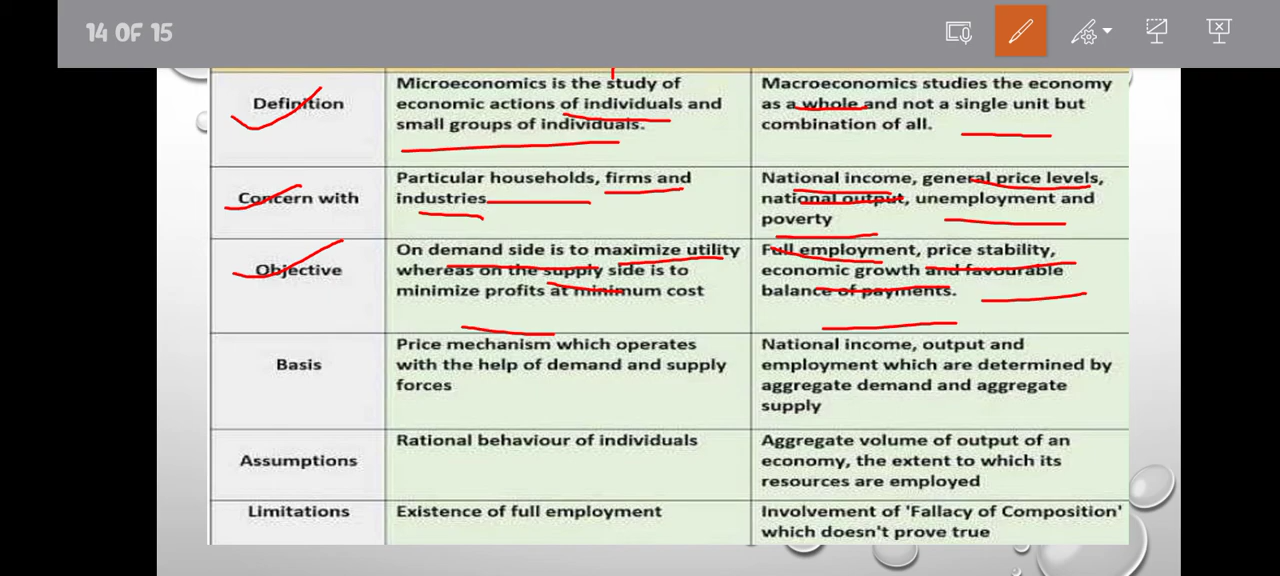 14 OF 15
Definition
Microeconomics is the study of
economic actions of individuals and
small groups of individuals.
Macroeconomics studies the economy
as a whole and not a single unit but
combination of all.
Concern with
Particular households, firms and
industries
National income, general price levels,
national output, unemployment and
poverty
Objective
On demand side is to maximize utility
whereas on the supply side is to
minimize profits at minimum cost
Full employment, price stability,
economic growth and favourable
balance of payments.
Basis
Price mechanism which operates
with the help of demand and supply
forces
National income, output and
employment which are determined by
aggregate demand and aggregate
supply
Assumptions
Rational behaviour of individuals
Aggregate volume of output of an
economy, the extent to which its
resources are employed
Limitations
Existence of full employment
Involvement of 'Fallacy of Composition'
which doesn't prove true